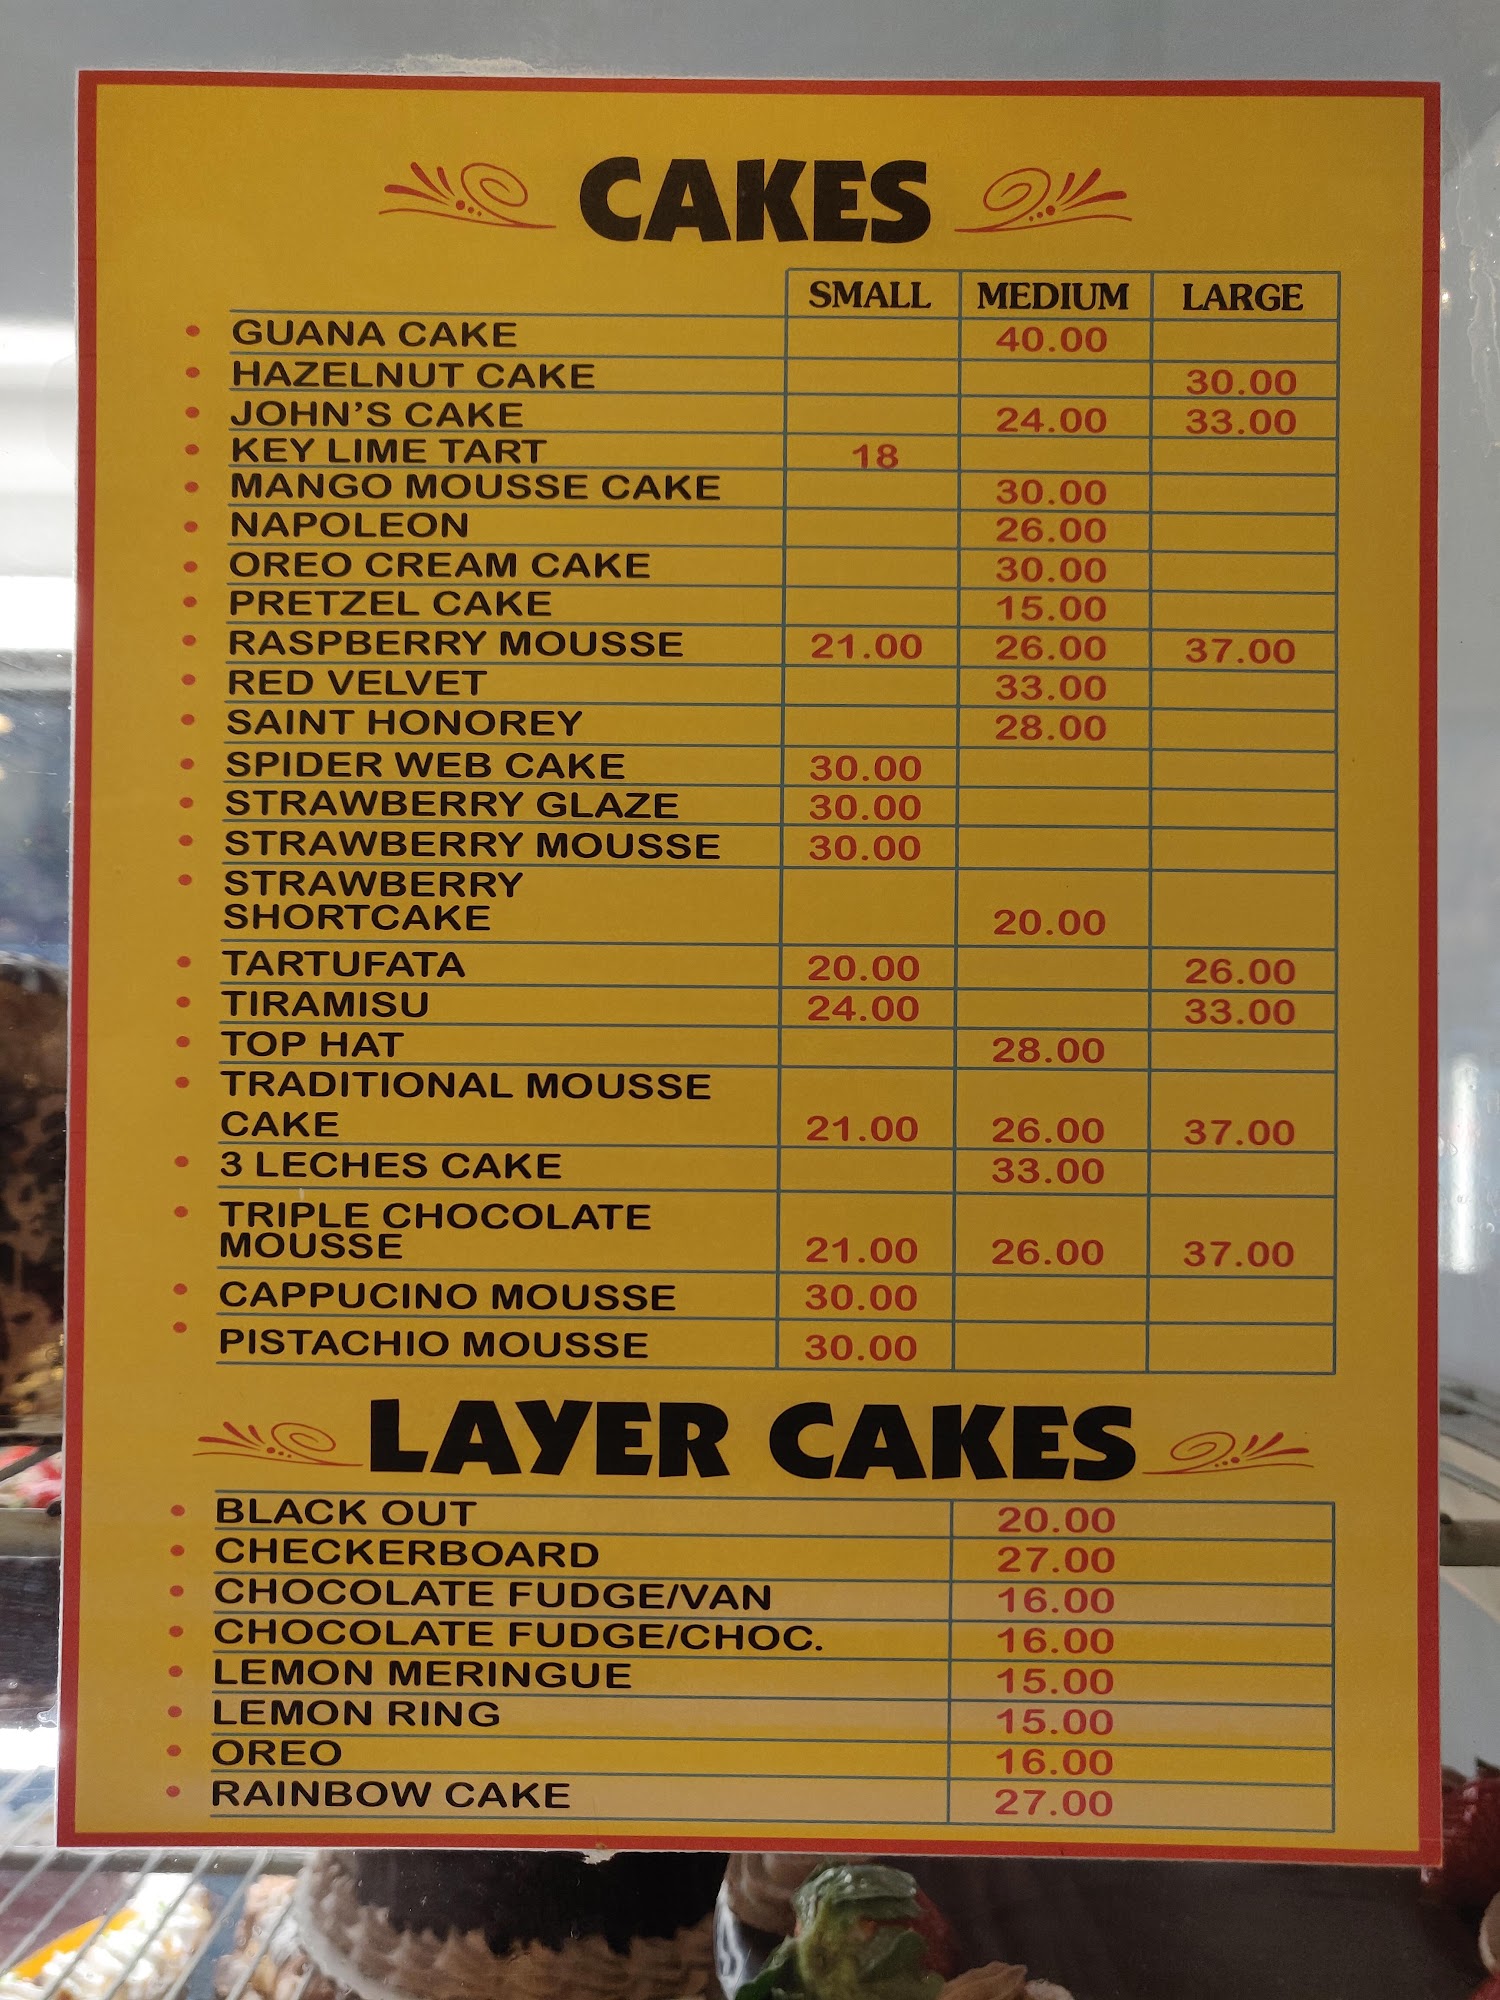 CAKES
SMALL MEDIUM LARGE
GUANA CAKE 40.00
HAZELNUT CAKE 30.00
JOHN'S CAKE 24.00 33.00
KEY LIME TART 18
MANGO MOUSSE CAKE 30.00
NAPOLEON 26.00
OREO CREAM CAKE 30.00
PRETZEL CAKE 15.00
RASPBERRY MOUSSE 21.00 26.00 37.00
RED VELVET 33.00
SAINT HONOREY 28.00
SPIDER WEB CAKE 30.00
STRAWBERRY GLAZE 30.00
STRAWBERRY MOUSSE 30.00
STRAWBERRY
SHORTCAKE 20.00
TARTUFATA 20.00 26.00
TIRAMISU 24.00 33.00
TOP HAT 28.00
TRADITIONAL MOUSSE
CAKE 21.00 26.00 37.00
3 LECHES CAKE 33.00
TRIPLE CHOCOLATE
MOUSSE 21.00 26.00 37.00
CAPPUCINO MOUSSE 30.00
PISTACHIO MOUSSE 30.00
LAYER CAKES
BLACK OUT 20.00
CHECKERBOARD 27.00
CHOCOLATE FUDGE/VAN 16.00
CHOCOLATE FUDGE/CHOC. 16.00
LEMON MERINGUE 15.00
LEMON RING 15.00
OREO 16.00
RAINBOW CAKE 27.00